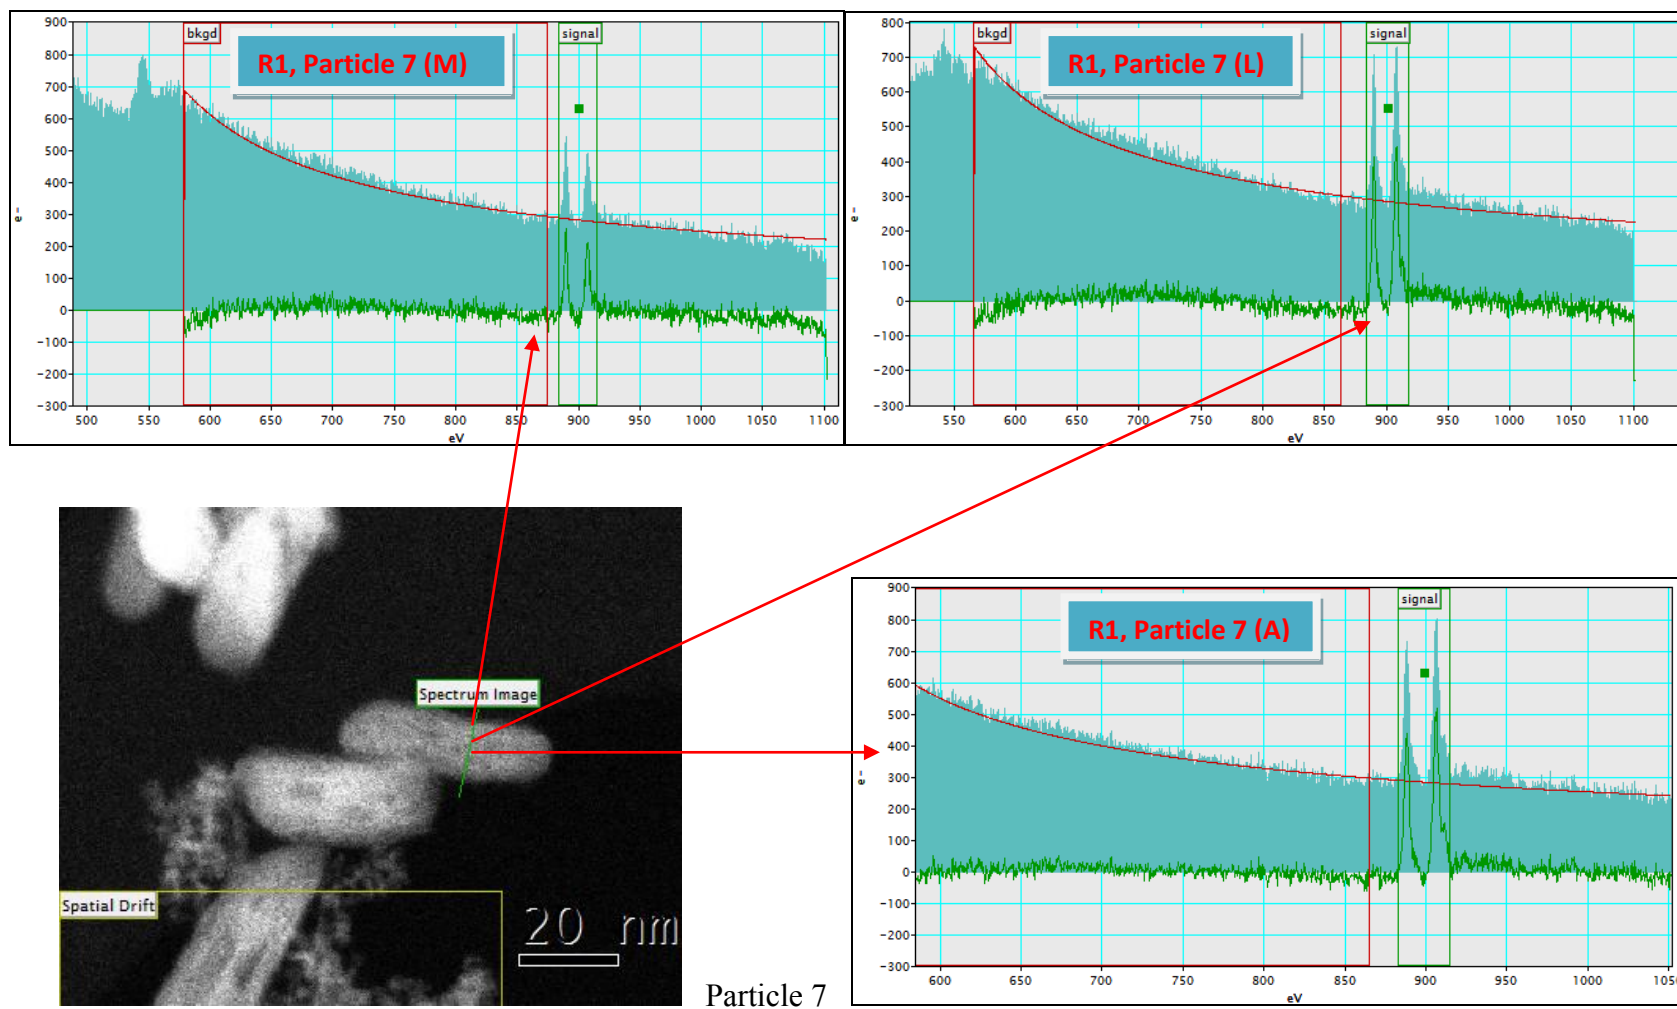 bkgd
signal
R1, Particle 7 (M)
900
800
700
600
500
400
300
200
100
0
-100
-200
-300
e-
500 550 600 650 700 750 800 850 900 950 1000 1050 1100
eV
bkgd
signal
R1, Particle 7 (L)
800
700
600
500
400
300
200
100
0
-100
-200
-300
e-
550 600 650 700 750 800 850 900 950 1000 1050 1100
eV
Spectrum Image
Spatial Drift
20 nm
Particle 7
signal
R1, Particle 7 (A)
900
800
700
600
500
400
300
200
100
0
-100
-200
-300
e-
600 650 700 750 800 850 900 950 1000
eV